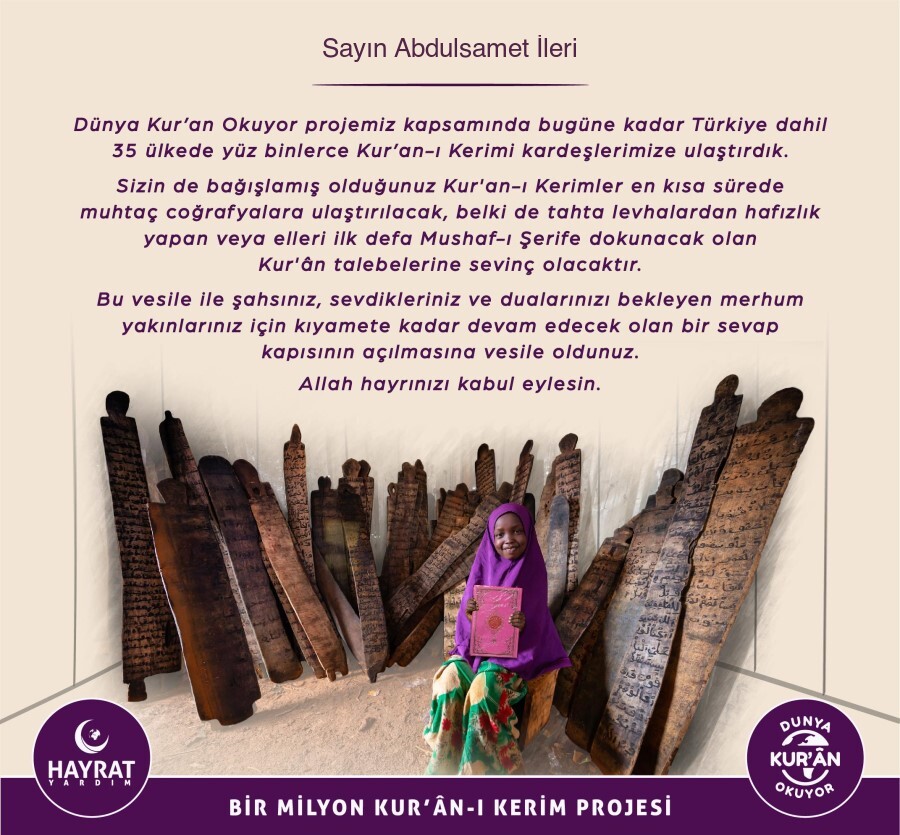 Sayın Abdulsamet İleri
Dünya Kur’an Okuyor projemiz kapsamında bugüne kadar Türkiye dahil
35 ülkede yüz binlerce Kur’an-ı Kerimi kardeşlerimize ulaştırdık.
Sizin de bağışlamış olduğunuz Kur'an-ı Kerimler en kısa sürede
muhtaç coğrafyalara ulaştırılacak, belki de tahta levhalardan hafızlık
yapan veya elleri ilk defa Mushaf-ı Şerife dokunacak olan
Kur'ân talebelerine sevinç olacaktır.
Bu vesile ile şahsınız, sevdikleriniz ve dualarınızı bekleyen merhum
yakınlarınız için kıyamete kadar devam edecek olan bir sevap
kapısının açılmasına vesile oldunuz.
Allah hayrınızı kabul eylesin.
HAYRAT
YARDIM
DUNYA
KUR’ÂN
OKUYOR
BİR MİLYON KUR’ÂN-I KERİM PROJESİ